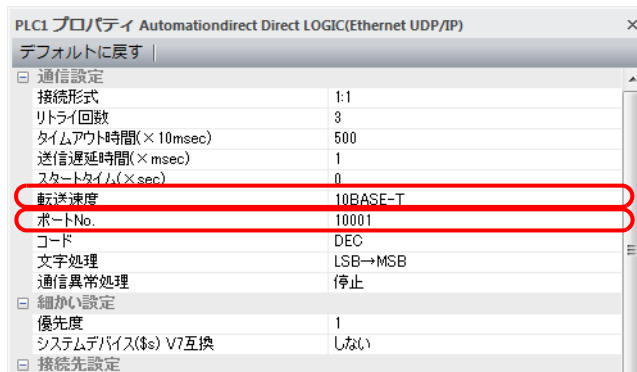 PLC1 プロパティ Automationdirect Direct LOGIC(Ethernet UDP/IP)
デフォルトに戻す
通信設定
接続形式 1:1
リトライ回数 3
タイムアウト時間(×10msec) 500
送信遅延時間(×msec) 1
スタートタイム(×sec) 0
転送速度 10BASE-T
ポートNo. 10001
コード DEC
文字処理 LSB→MSB
通信異常処理 停止
細かい設定
優先度 1
システムデバイス($s) V7互換 しない
接続先設定